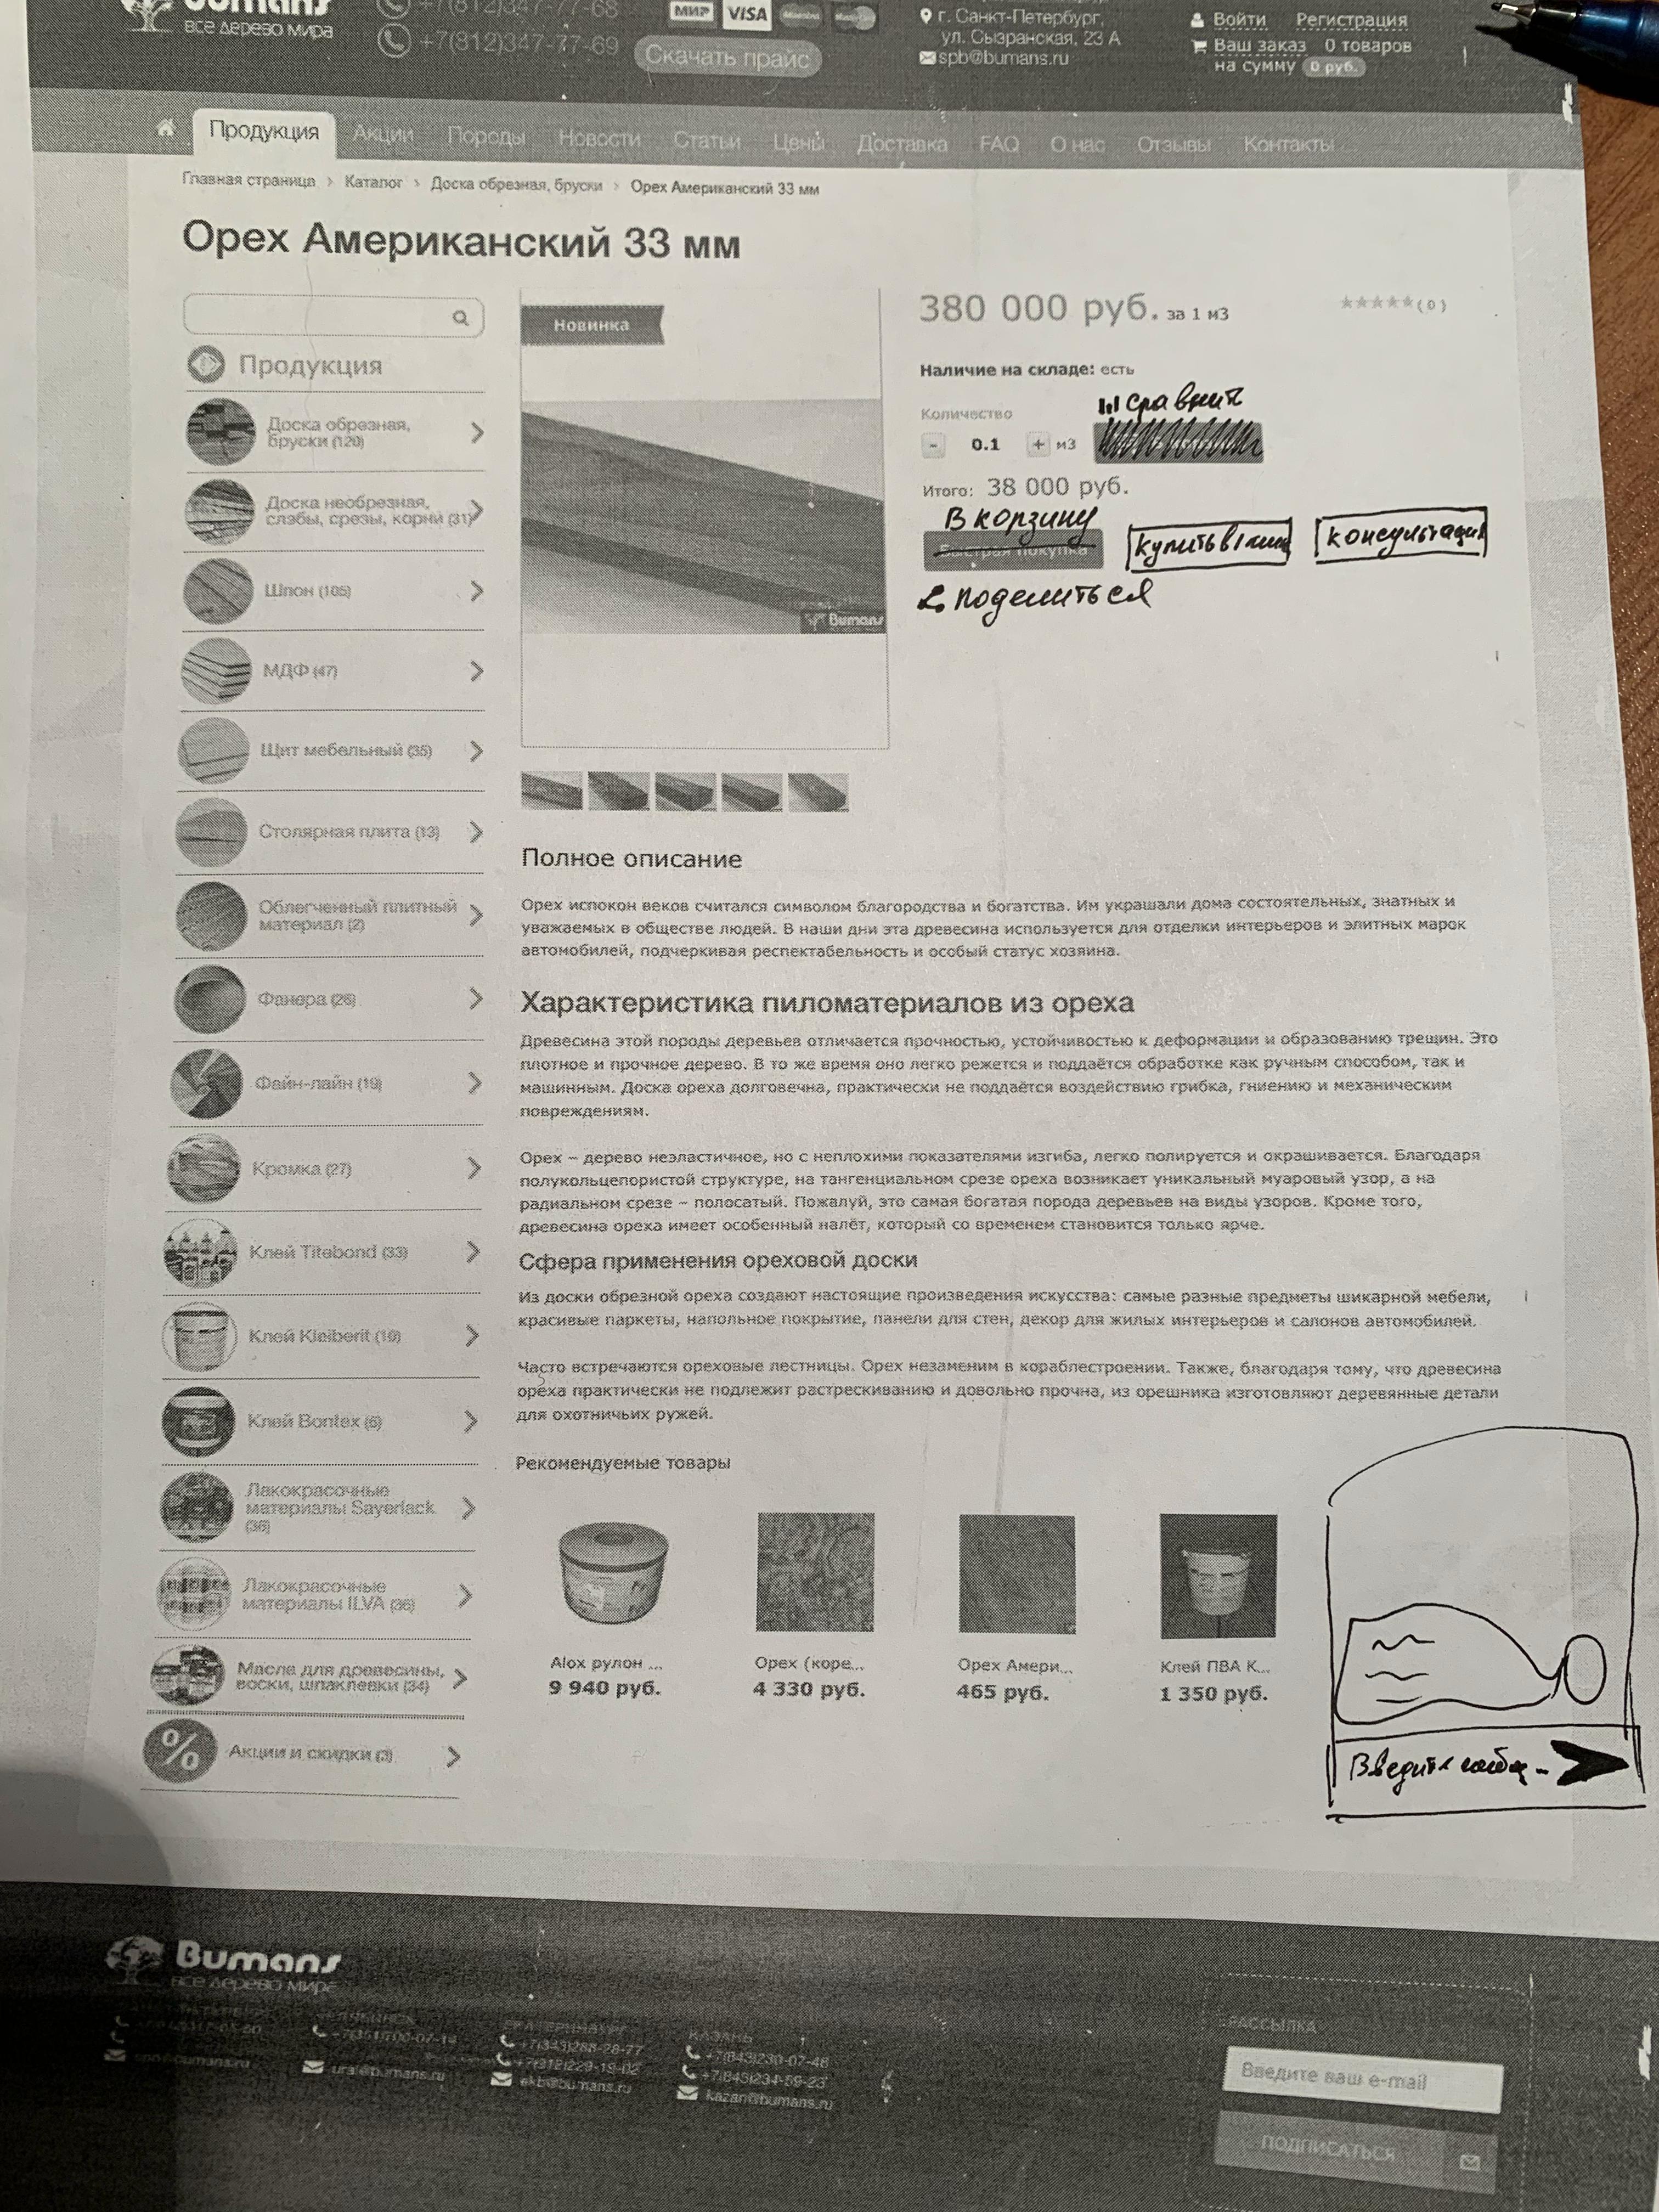 Bumans
все дерево мира
+7(812)347-77-68
+7(812)347-77-69
МИР VISA
Скачать прайс
г. Санкт-Петербург,
ул. Сызранская, 23 А
spb@bumans.ru
Войти Регистрация
Ваш заказ 0 товаров
на сумму 0 руб.
Продукция Акции Породы Новости Статьи Цены Доставка FAQ О нас Отзывы Контакты
Главная страница › Каталог › Доска обрезная, бруски › Орех Американский 33 мм
Орех Американский 33 мм
Продукция
Доска обрезная,
бруски (120)
Доска необрезная,
слэбы, срезы, корни (31)
Шпон (105)
МДФ (47)
Щит мебельный (35)
Столярная плита (13)
Облегченный плитный
материал (2)
Фанера (26)
Файн-лайн (19)
Кромка (27)
Клей Titebond (33)
Клей Kleiberit (19)
Клей Bontex (6)
Лакокрасочные
материалы Sayerlack
(36)
Лакокрасочные
материалы ILVA (36)
Масла для древесины,
воски, шпаклевки (34)
%
Акции и скидки (3)
Новинка
Bumans
380 000 руб. за 1 м3
(0)
Наличие на складе: есть
сравнить
Количество
- 0.1 + м3
Итого: 38 000 руб.
В корзину
Быстрая покупка
купить в 1 клик
консультация
поделиться
Полное описание
Орех испокон веков считался символом благородства и богатства. Им украшали дома состоятельных, знатных и
уважаемых в обществе людей. В наши дни эта древесина используется для отделки интерьеров и элитных марок
автомобилей, подчеркивая респектабельность и особый статус хозяина.
Характеристика пиломатериалов из ореха
Древесина этой породы деревьев отличается прочностью, устойчивостью к деформации и образованию трещин. Это
плотное и прочное дерево. В то же время оно легко режется и поддаётся обработке как ручным способом, так и
машинным. Доска ореха долговечна, практически не поддаётся воздействию грибка, гниению и механическим
повреждениям.
Орех – дерево неэластичное, но с неплохими показателями изгиба, легко полируется и окрашивается. Благодаря
полукольцепористой структуре, на тангенциальном срезе ореха возникает уникальный муаровый узор, а на
радиальном срезе – полосатый. Пожалуй, это самая богатая порода деревьев на виды узоров. Кроме того,
древесина ореха имеет особенный налёт, который со временем становится только ярче.
Сфера применения ореховой доски
Из доски обрезной ореха создают настоящие произведения искусства: самые разные предметы шикарной мебели,
красивые паркеты, напольное покрытие, панели для стен, декор для жилых интерьеров и салонов автомобилей.
Часто встречаются ореховые лестницы. Орех незаменим в кораблестроении. Также, благодаря тому, что древесина
ореха практически не подлежит растрескиванию и довольно прочна, из орешника изготовляют деревянные детали
для охотничьих ружей.
Рекомендуемые товары
Alox рулон ...
9 940 руб.
Орех (коре...
4 330 руб.
Орех Амери...
465 руб.
Клей ПВА К...
1 350 руб.
Введите
Bumans
все дерево мира
ural@bumans.ru
ЕКАТЕРИНБУРГ
+7(343)288-28-77
+7(912)229-19-02
ekb@bumans.ru
КАЗАНЬ
+7(843)230-07-46
+7(843)234-59-23
kazan@bumans.ru
РАССЫЛКА
Введите ваш e-mail
ПОДПИСАТЬСЯ